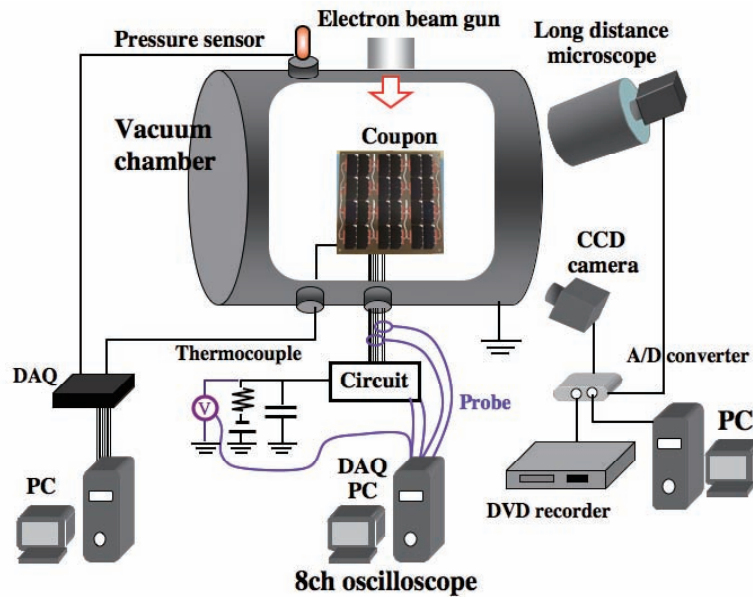 Electron beam gun
Pressure sensor
Long distance
microscope
Vacuum
chamber
Coupon
CCD
camera
Thermocouple
A/D converter
DAQ
Circuit
V
Probe
PC
DAQ
PC
PC
DVD recorder
8ch oscilloscope